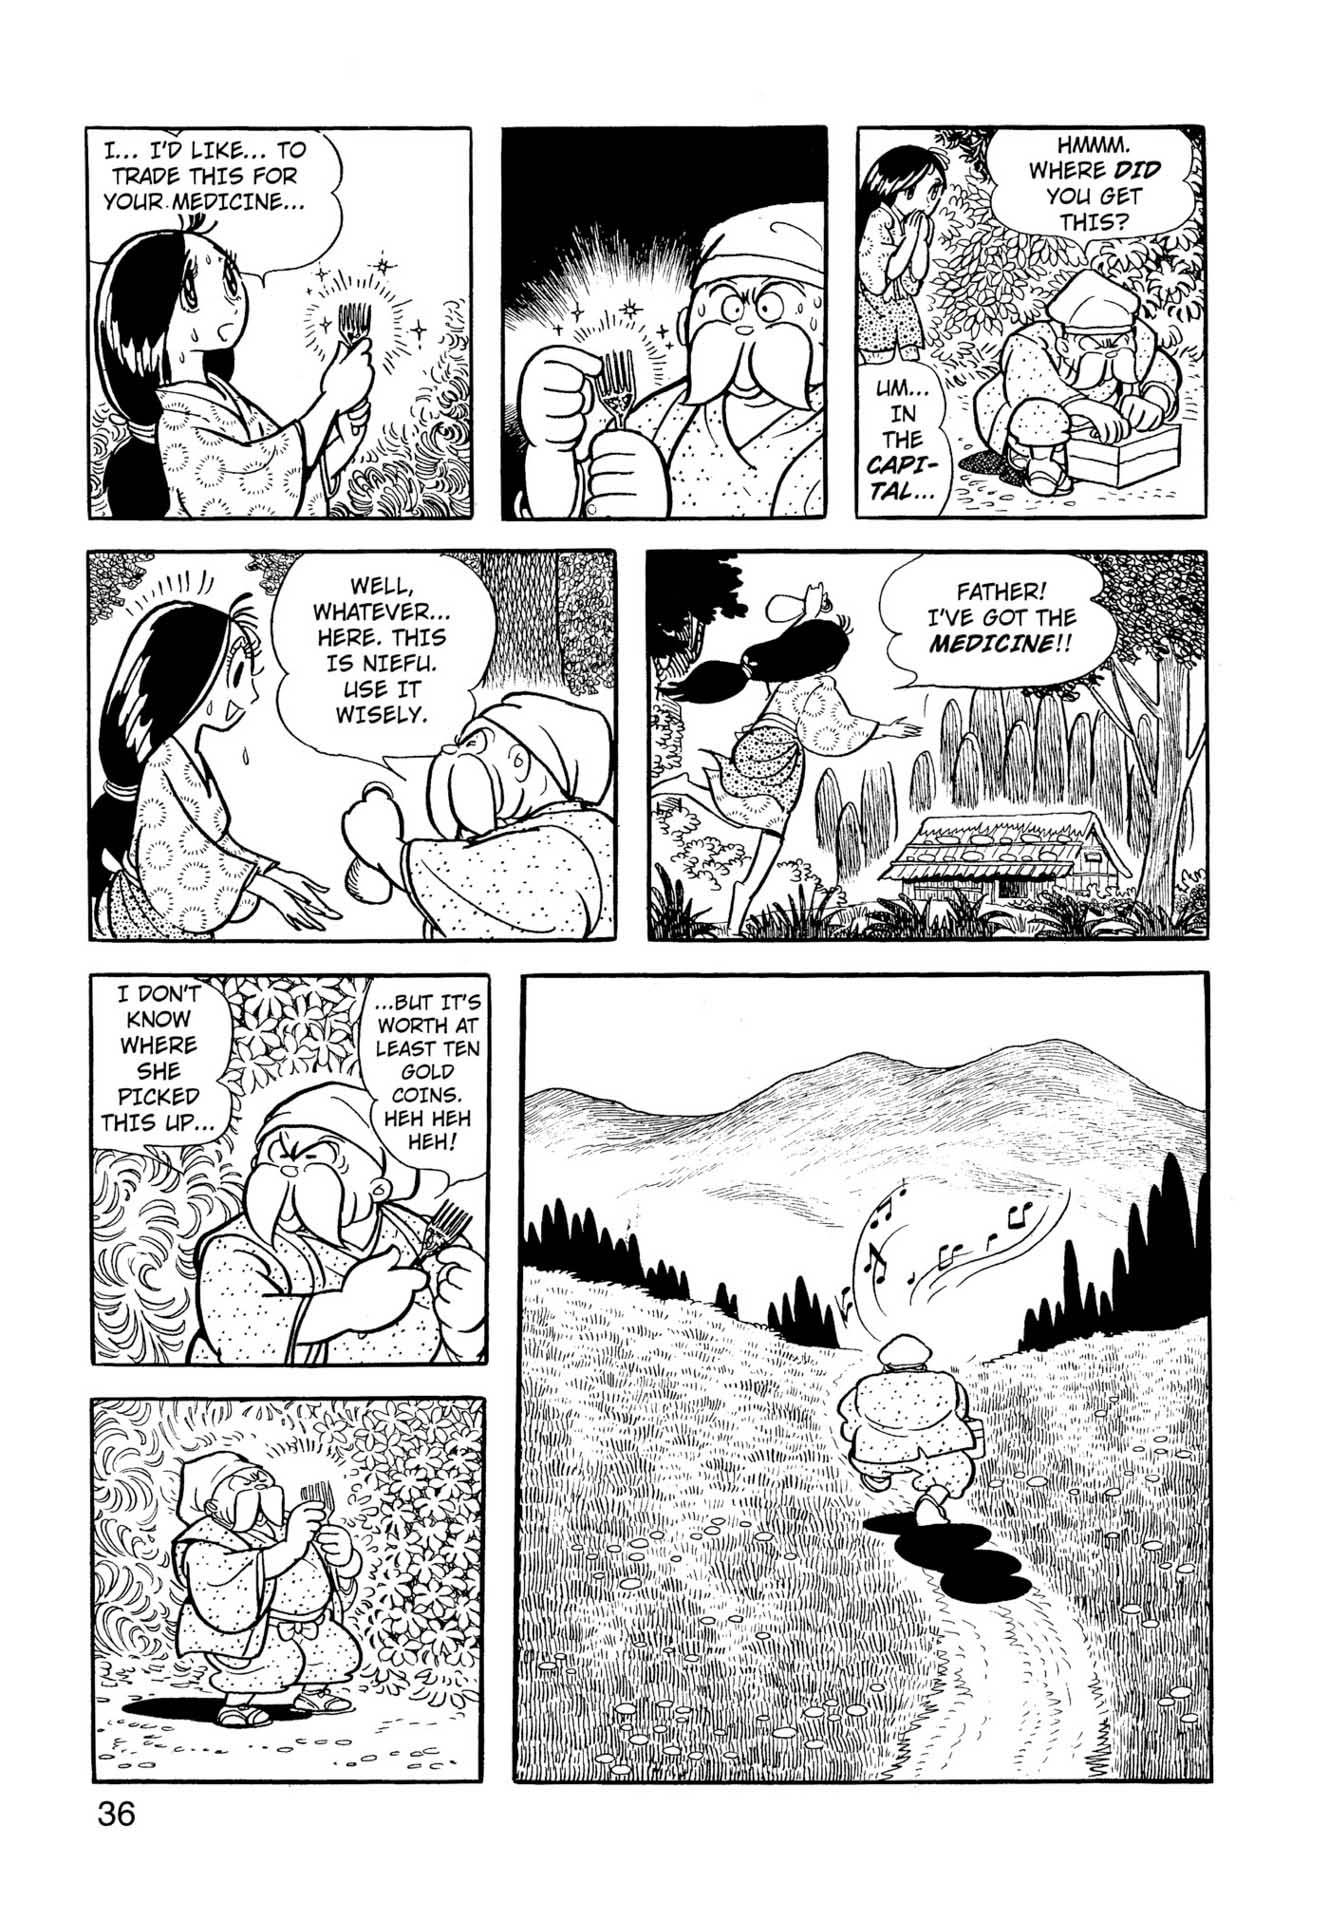 I... I'D LIKE... TO
TRADE THIS FOR
YOUR MEDICINE...
HMMM.
WHERE DID
YOU GET
THIS?
UM...
IN
THE
CAPI-
TAL...
WELL,
WHATEVER...
HERE. THIS
IS NIEFU.
USE IT
WISELY.
FATHER!
I'VE GOT THE
MEDICINE!!
I DON'T
KNOW
WHERE
SHE
PICKED
THIS UP...
...BUT IT'S
WORTH AT
LEAST TEN
GOLD
COINS.
HEH HEH
HEH!
36